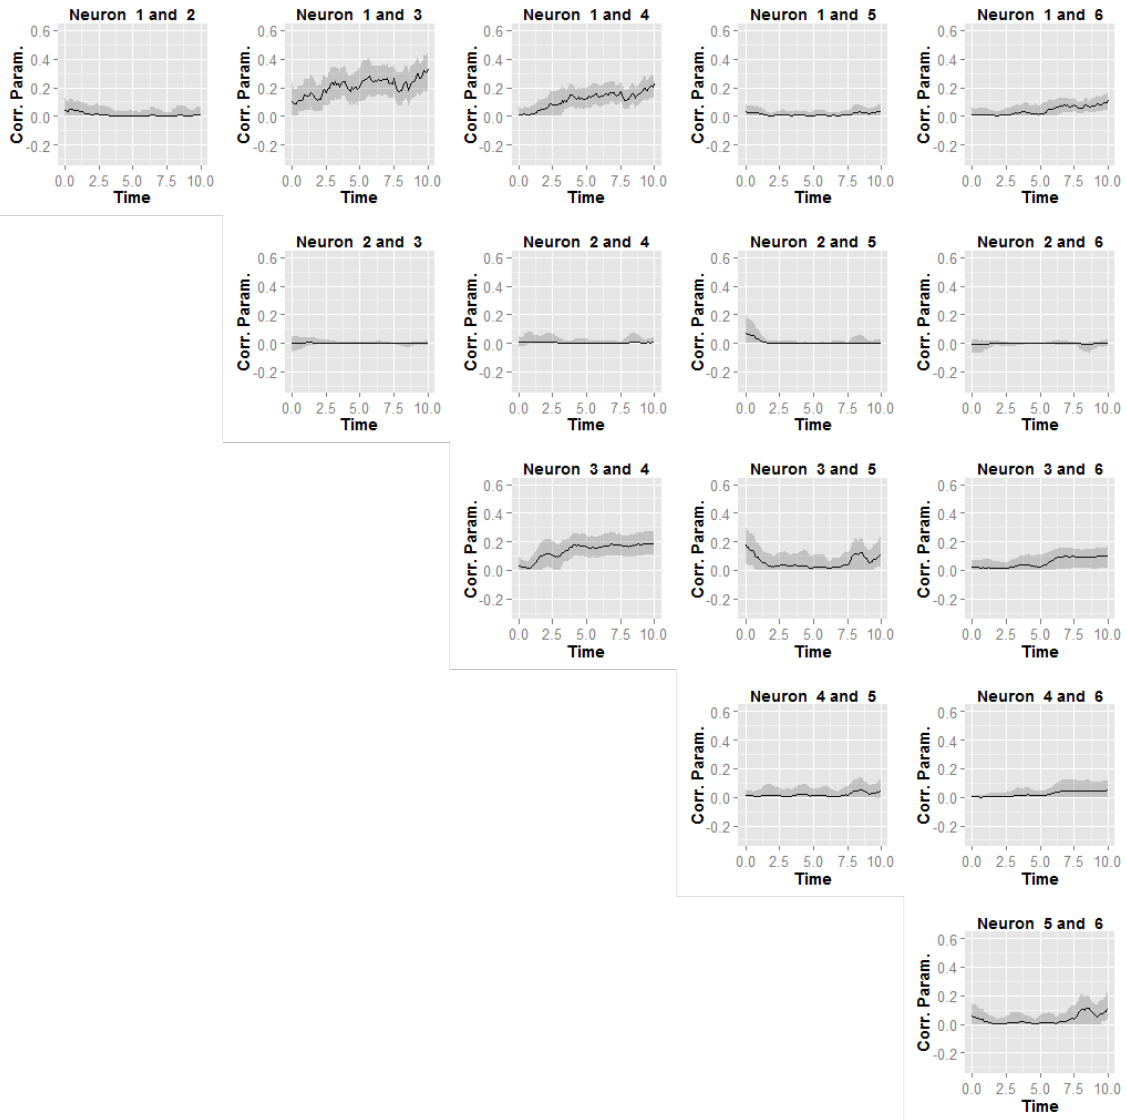 Neuron 1 and 2
Corr. Param.
0.6
0.4
0.2
0.0
-0.2
0.0 2.5 5.0 7.5 10.0
Time
Neuron 1 and 3
Corr. Param.
0.6
0.4
0.2
0.0
-0.2
0.0 2.5 5.0 7.5 10.0
Time
Neuron 1 and 4
Corr. Param.
0.6
0.4
0.2
0.0
-0.2
0.0 2.5 5.0 7.5 10.0
Time
Neuron 1 and 5
Corr. Param.
0.6
0.4
0.2
0.0
-0.2
0.0 2.5 5.0 7.5 10.0
Time
Neuron 1 and 6
Corr. Param.
0.6
0.4
0.2
0.0
-0.2
0.0 2.5 5.0 7.5 10.0
Time
Neuron 2 and 3
Corr. Param.
0.6
0.4
0.2
0.0
-0.2
0.0 2.5 5.0 7.5 10.0
Time
Neuron 2 and 4
Corr. Param.
0.6
0.4
0.2
0.0
-0.2
0.0 2.5 5.0 7.5 10.0
Time
Neuron 2 and 5
Corr. Param.
0.6
0.4
0.2
0.0
-0.2
0.0 2.5 5.0 7.5 10.0
Time
Neuron 2 and 6
Corr. Param.
0.6
0.4
0.2
0.0
-0.2
0.0 2.5 5.0 7.5 10.0
Time
Neuron 3 and 4
Corr. Param.
0.6
0.4
0.2
0.0
-0.2
0.0 2.5 5.0 7.5 10.0
Time
Neuron 3 and 5
Corr. Param.
0.6
0.4
0.2
0.0
-0.2
0.0 2.5 5.0 7.5 10.0
Time
Neuron 3 and 6
Corr. Param.
0.6
0.4
0.2
0.0
-0.2
0.0 2.5 5.0 7.5 10.0
Time
Neuron 4 and 5
Corr. Param.
0.6
0.4
0.2
0.0
-0.2
0.0 2.5 5.0 7.5 10.0
Time
Neuron 4 and 6
Corr. Param.
0.6
0.4
0.2
0.0
-0.2
0.0 2.5 5.0 7.5 10.0
Time
Neuron 5 and 6
Corr. Param.
0.6
0.4
0.2
0.0
-0.2
0.0 2.5 5.0 7.5 10.0
Time